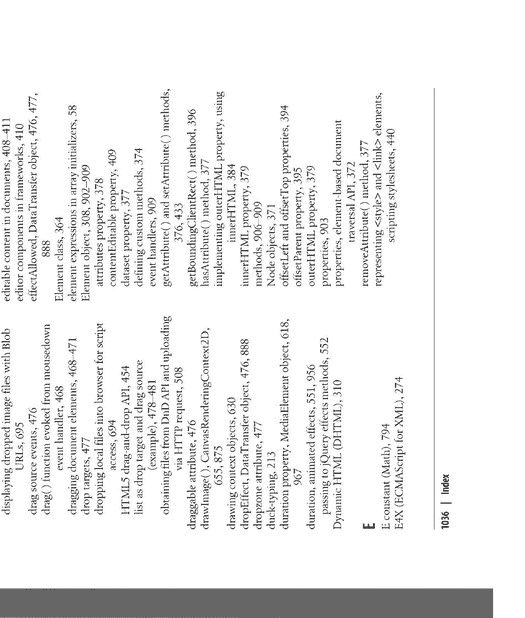 displaying dropped image files with Blob
URLs, 695
drag source events, 476
drag( ) function evoked from mousedown
event handler, 468
dragging document elements, 468–471
drop targets, 477
dropping local files into browser for script
access, 694
HTML5 drag-and-drop API, 454
list as drop target and drag source
(example), 478–481
obtaining files from DnD API and uploading
via HTTP request, 508
draggable attribute, 476
drawImage( ), CanvasRenderingContext2D,
655, 875
drawing context objects, 630
dropEffect, DataTransfer object, 476, 888
dropzone attribute, 477
duck-typing, 213
duration property, MediaElement object, 618,
967
duration, animated effects, 551, 956
passing to jQuery effects methods, 552
Dynamic HTML (DHTML), 310
E
E constant (Math), 794
E4X (ECMAScript for XML), 274
editable content in documents, 408–411
editor components in frameworks, 410
effectAllowed, DataTransfer object, 476, 477,
888
Element class, 364
element expressions in array initializers, 58
Element object, 308, 902–909
attributes property, 378
contentEditable property, 409
dataset property, 377
defining custom methods, 374
event handlers, 909
getAttribute( ) and setAttribute( ) methods,
376, 433
getBoundingClientRect( ) method, 396
hasAttribute( ) method, 377
implementing outerHTML property, using
innerHTML, 384
innerHTML property, 379
methods, 906–909
Node objects, 371
offsetLeft and offsetTop properties, 394
offsetParent property, 395
outerHTML property, 379
properties, 903
properties, element-based document
traversal API, 372
removeAttribute( ) method, 377
representing <style> and <link> elements,
scripting stylesheets, 440
1036 | Index